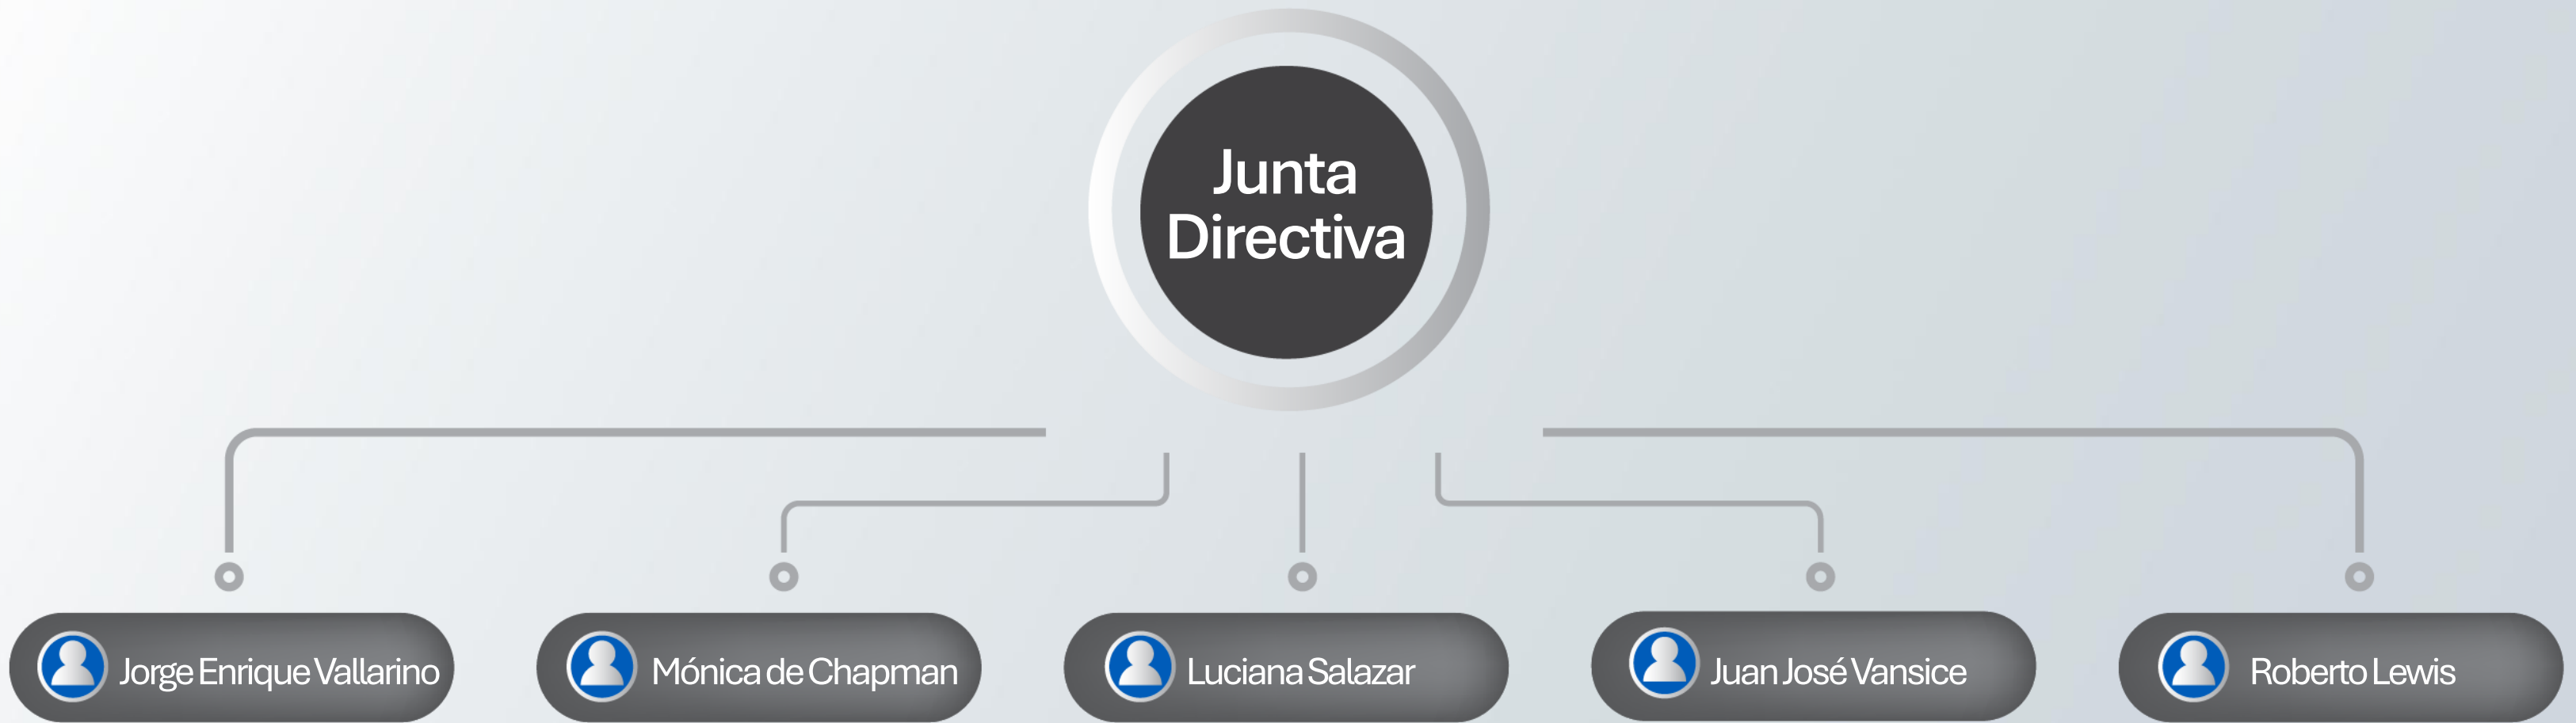 Junta
Directiva
Jorge Enrique Vallarino
Mónica de Chapman
Luciana Salazar
Juan José Vansice
Roberto Lewis